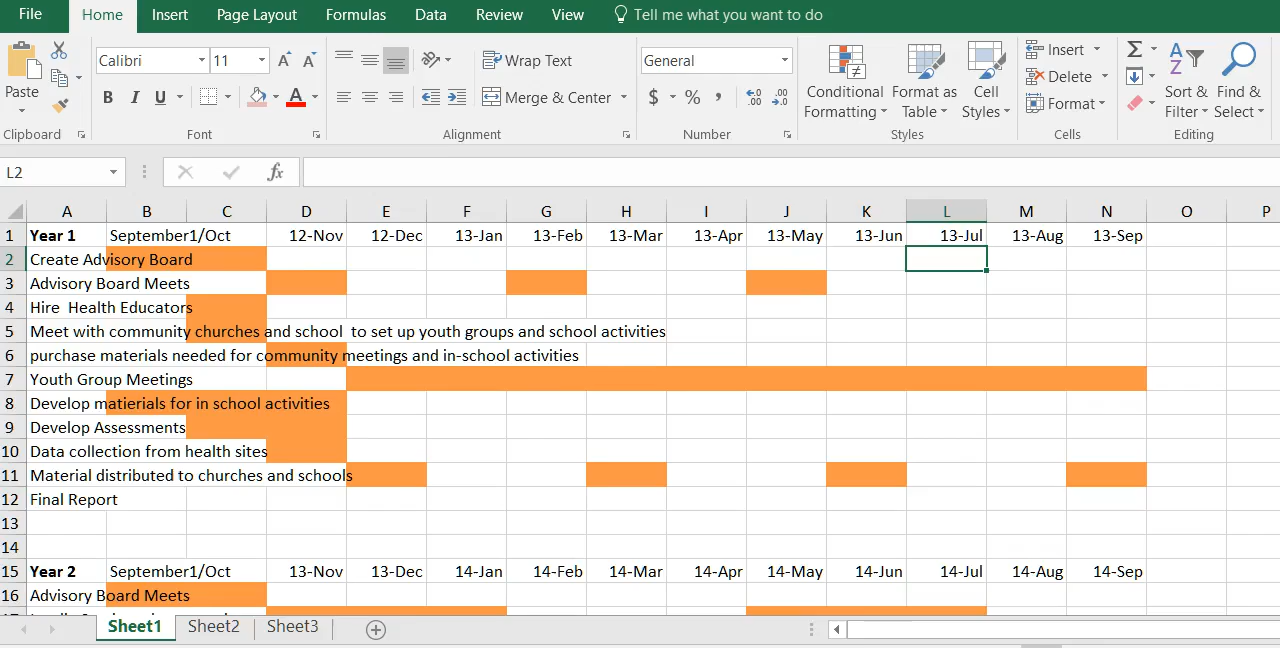 File Home Insert Page Layout Formulas Data Review View Tell me what you want to do
Calibri 11 Wrap Text General Insert
Paste B I U Merge & Center $ % , .00 Conditional Formatting Format as Table Cell Styles Delete Format Sort & Filter Find & Select
Clipboard Font Alignment Number Styles Cells Editing
L2 fx
A B C D E F G H I J K L M N O P
1 Year 1 September1/Oct 12-Nov 12-Dec 13-Jan 13-Feb 13-Mar 13-Apr 13-May 13-Jun 13-Jul 13-Aug 13-Sep
2 Create Advisory Board
3 Advisory Board Meets
4 Hire  Health Educators
5 Meet with community churches and school  to set up youth groups and school activities
6 purchase materials needed for community meetings and in-school activities
7 Youth Group Meetings
8 Develop matierials for in school activities
9 Develop Assessments
10 Data collection from health sites
11 Material distributed to churches and schools
12 Final Report
13
14
15 Year 2 September1/Oct 13-Nov 13-Dec 14-Jan 14-Feb 14-Mar 14-Apr 14-May 14-Jun 14-Jul 14-Aug 14-Sep
16 Advisory Board Meets
Sheet1 Sheet2 Sheet3